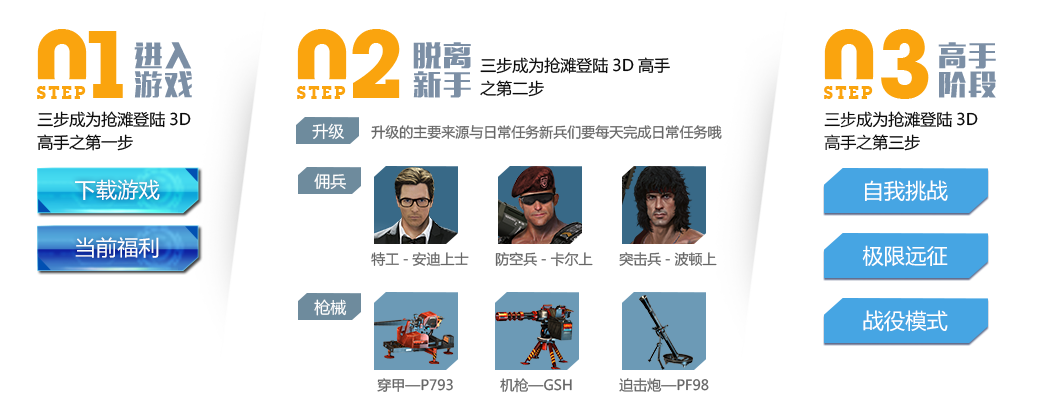 01
STEP
进入
游戏
三步成为抢滩登陆 3D
高手之第一步
下载游戏
当前福利
02
STEP
脱离
新手
三步成为抢滩登陆 3D 高手
之第二步
升级
升级的主要来源与日常任务新兵们要每天完成日常任务哦
佣兵
特工 - 安迪上士
防空兵 - 卡尔上
突击兵 - 波顿上
枪械
穿甲—P793
机枪—GSH
迫击炮—PF98
03
STEP
高手
阶段
三步成为抢滩登陆 3D
高手之第三步
自我挑战
极限远征
战役模式